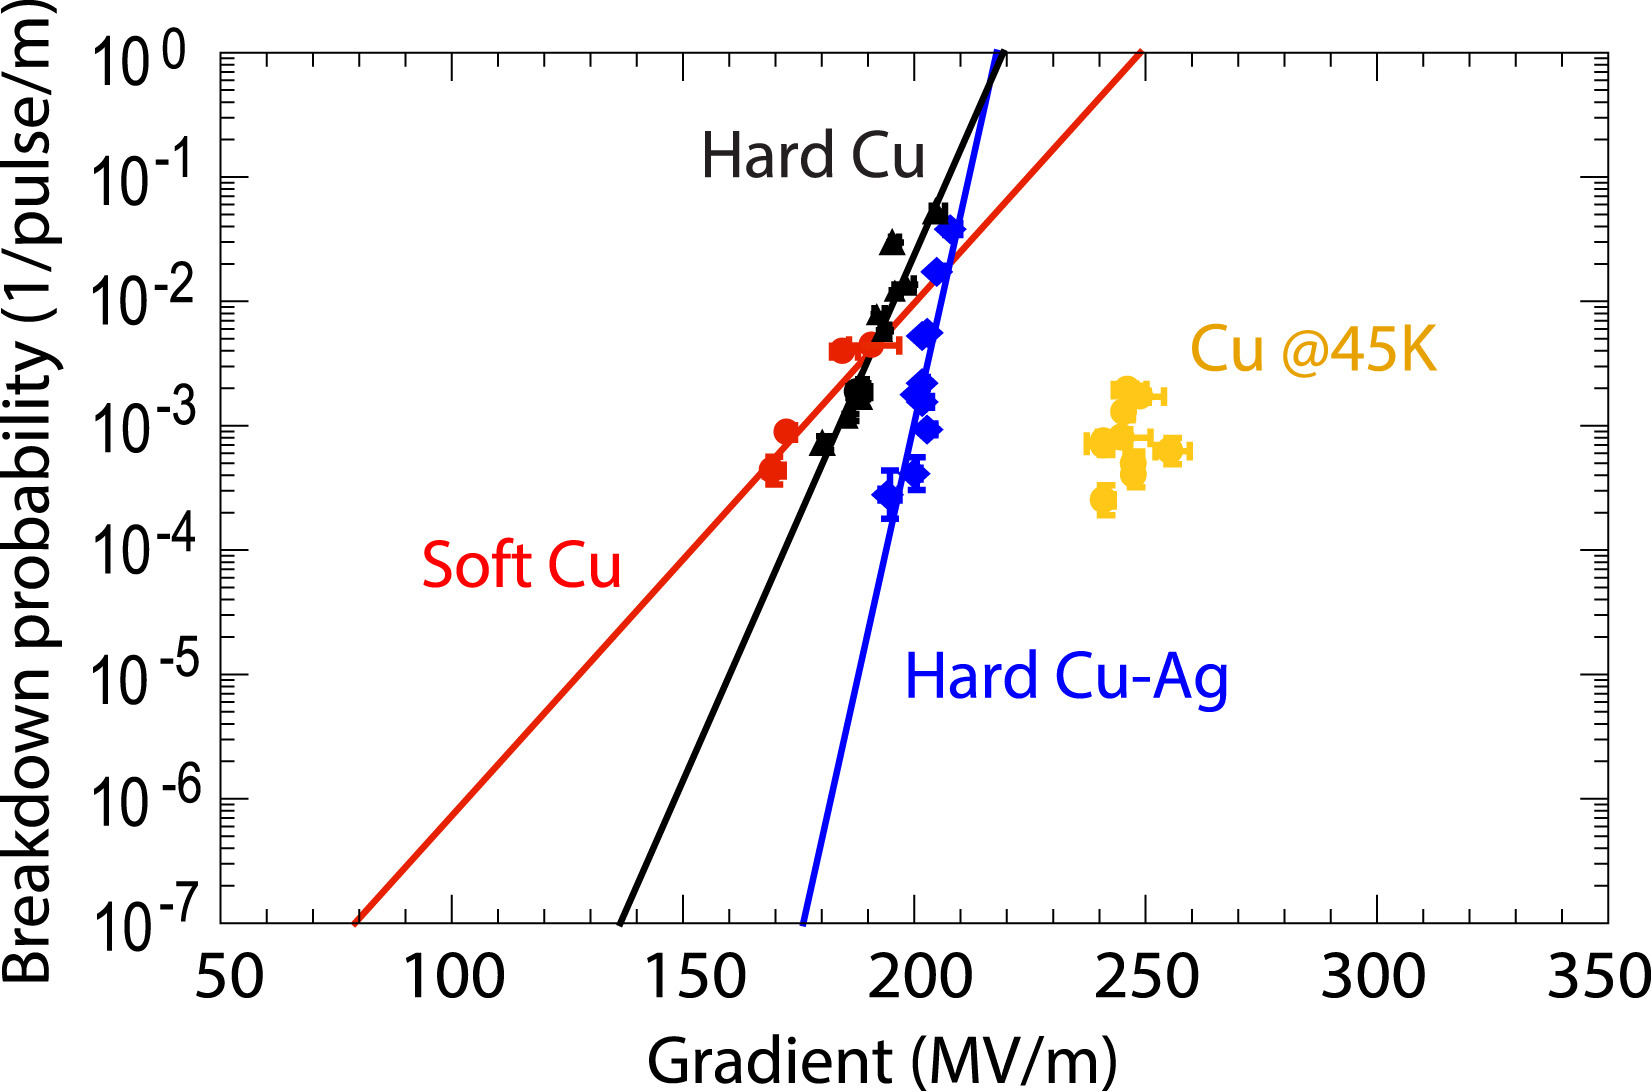 Breakdown probability (1/pulse/m)
10^0
10^-1
10^-2
10^-3
10^-4
10^-5
10^-6
10^-7
Hard Cu
Cu @45K
Soft Cu
Hard Cu-Ag
50 100 150 200 250 300 350
Gradient (MV/m)